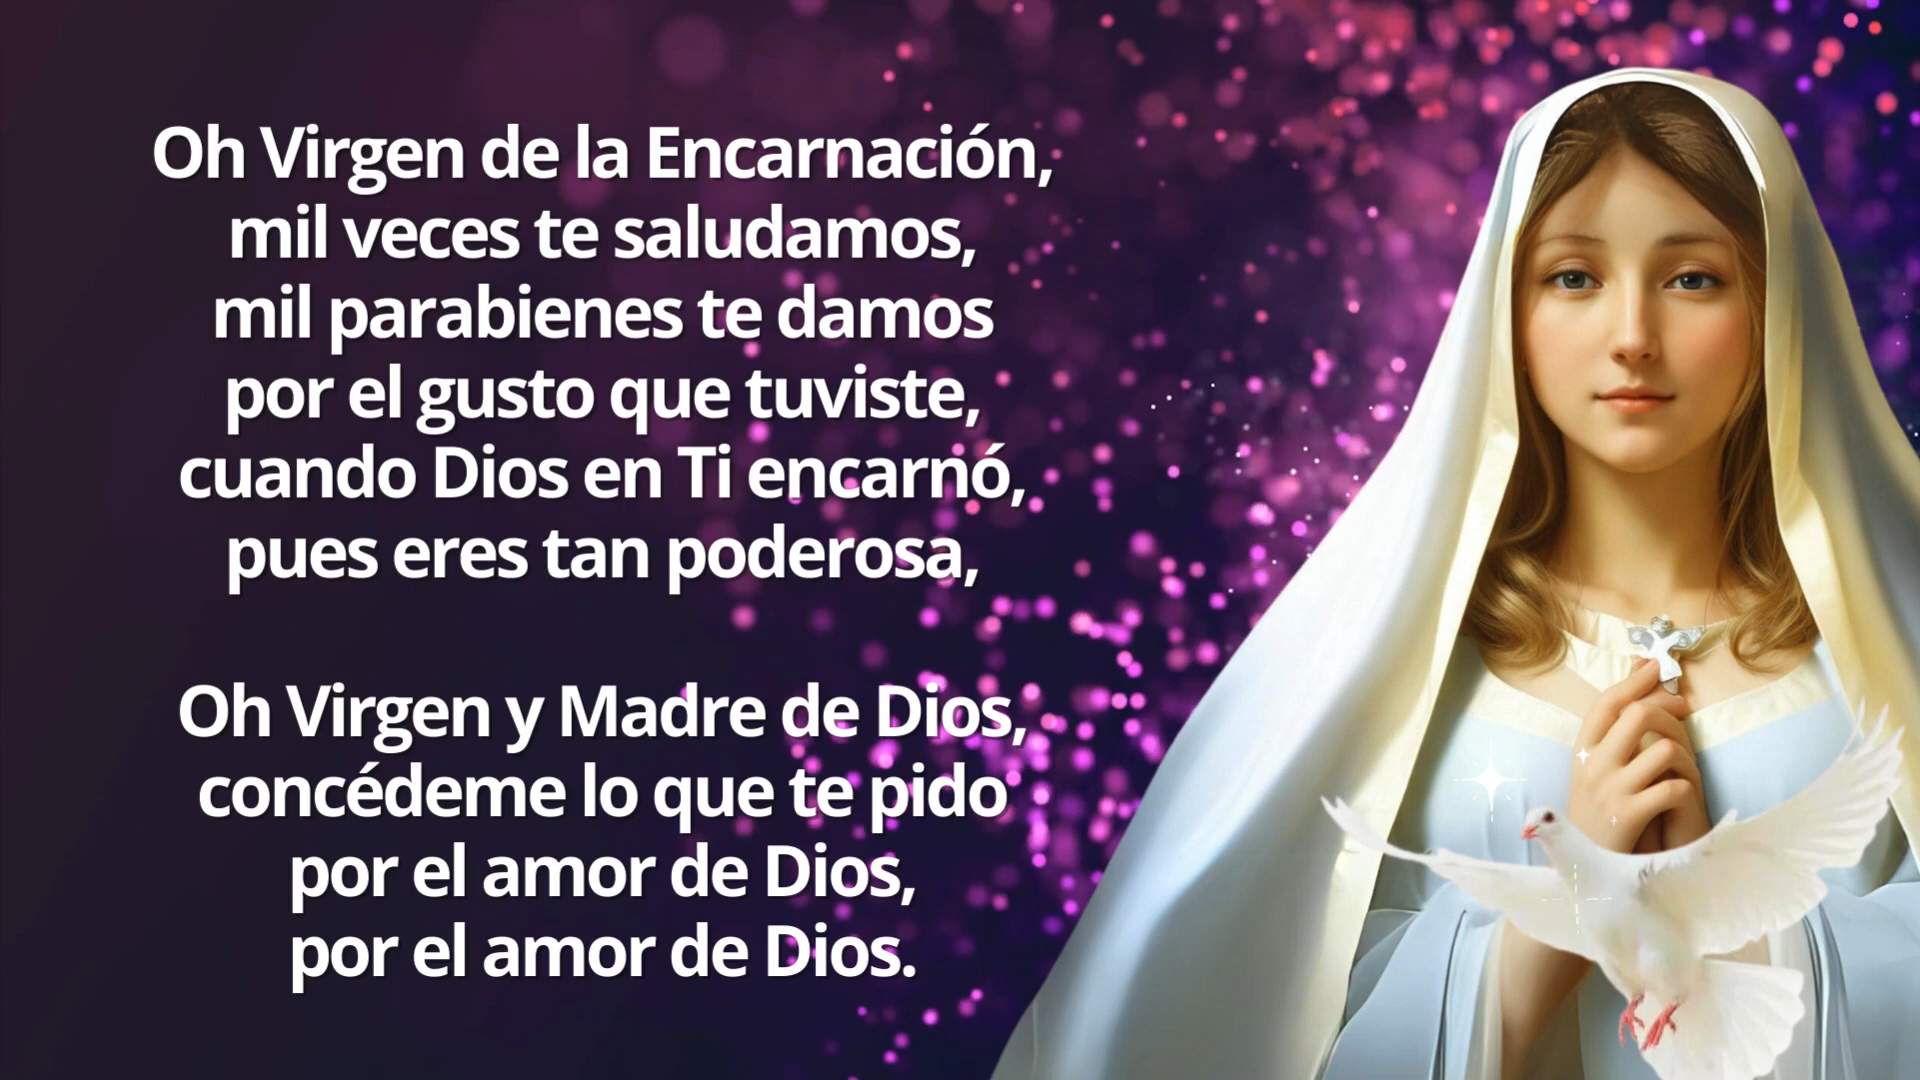 Oh Virgen de la Encarnación,
mil veces te saludamos,
mil parabienes te damos
por el gusto que tuviste,
cuando Dios en Ti encarnó,
pues eres tan poderosa,
Oh Virgen y Madre de Dios,
concédeme lo que te pido
por el amor de Dios,
por el amor de Dios.